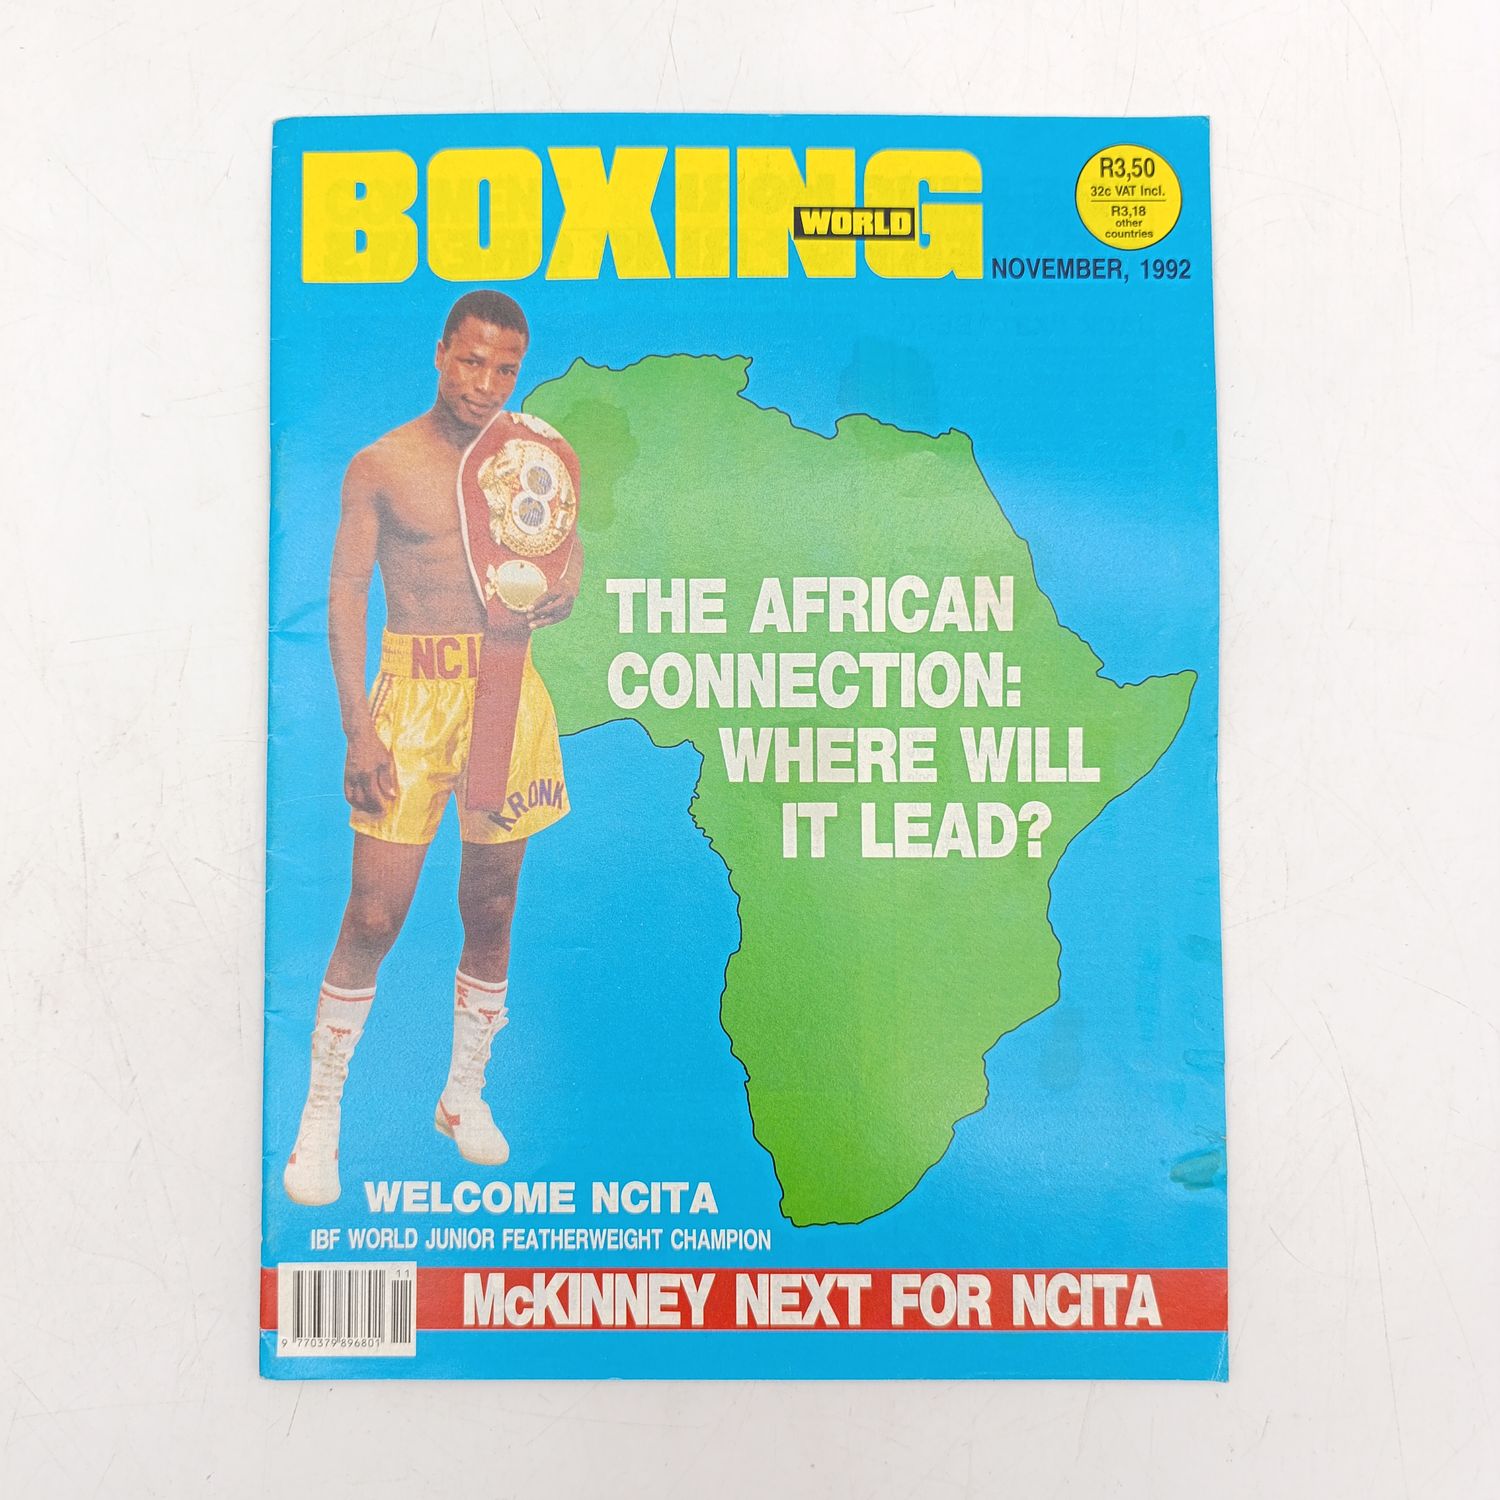 BOXING
WORLD
R3,50
32c VAT Incl.
R3,18
other
countries
NOVEMBER, 1992
THE AFRICAN
CONNECTION:
WHERE WILL
IT LEAD?
NCI
KRONK
WELCOME NCITA
IBF WORLD JUNIOR FEATHERWEIGHT CHAMPION
McKINNEY NEXT FOR NCITA
11
9 770379 896801